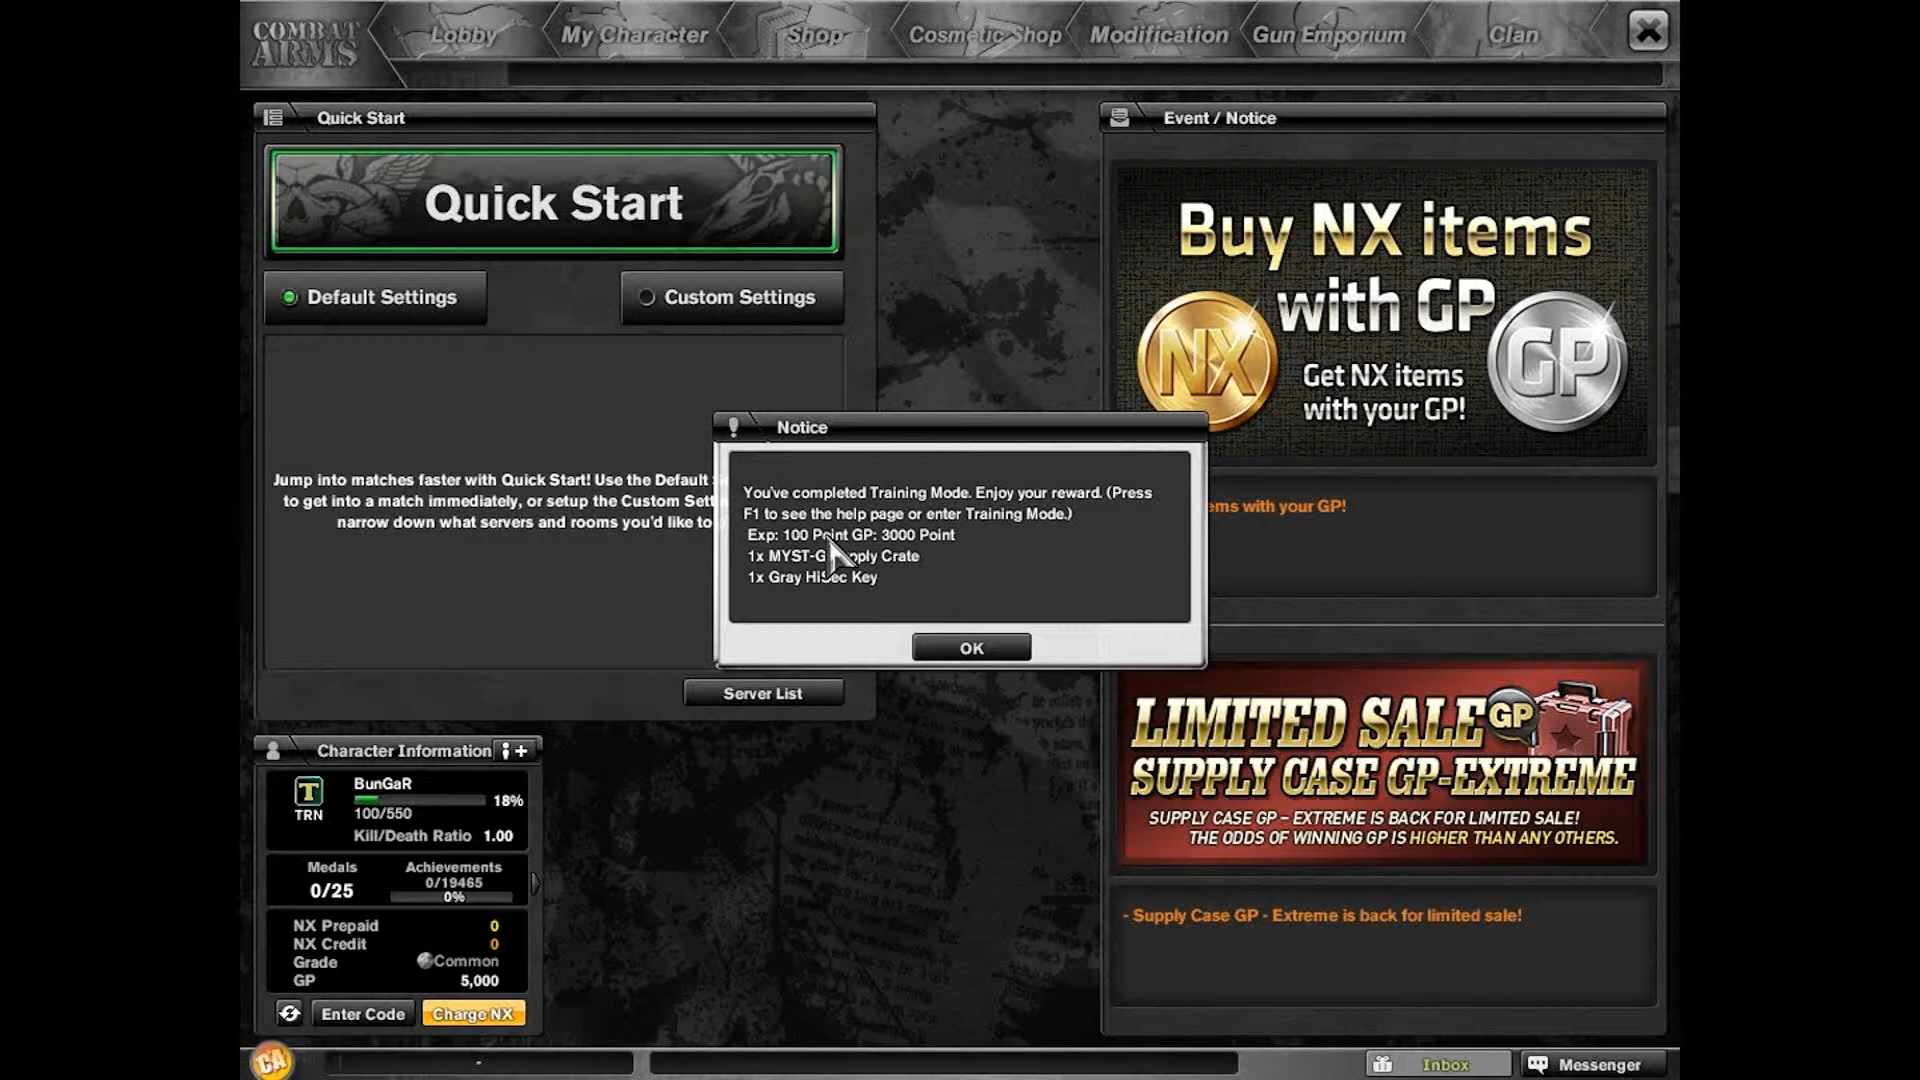 COMBAT ARMS
Lobby
My Character
Shop
Cosmetic Shop
Modification
Gun Emporium
Clan
Quick Start
Quick Start
Default Settings
Custom Settings
Jump into matches faster with Quick Start! Use the Default
to get into a match immediately, or setup the Custom
narrow down what servers and rooms you'd like to
Server List
Event / Notice
Buy NX items
with GP
NX
GP
Get NX items
with your GP!
with your GP!
Notice
You've completed Training Mode. Enjoy your reward. (Press
F1 to see the help page or enter Training Mode.)
Exp: 100 Point GP: 3000 Point
1x MYST-G Supply Crate
1x Gray HiSec Key
OK
LIMITED SALE GP
SUPPLY CASE GP-EXTREME
SUPPLY CASE GP - EXTREME IS BACK FOR LIMITED SALE!
THE ODDS OF WINNING GP IS HIGHER THAN ANY OTHERS.
- Supply Case GP - Extreme is back for limited sale!
Character Information
T
TRN
BunGaR
18%
100/550
Kill/Death Ratio 1.00
Medals
0/25
Achievements
0/19465
0%
NX Prepaid 0
NX Credit 0
Grade Common
GP 5,000
Enter Code
Charge NX
CA
-
Inbox
Messenger